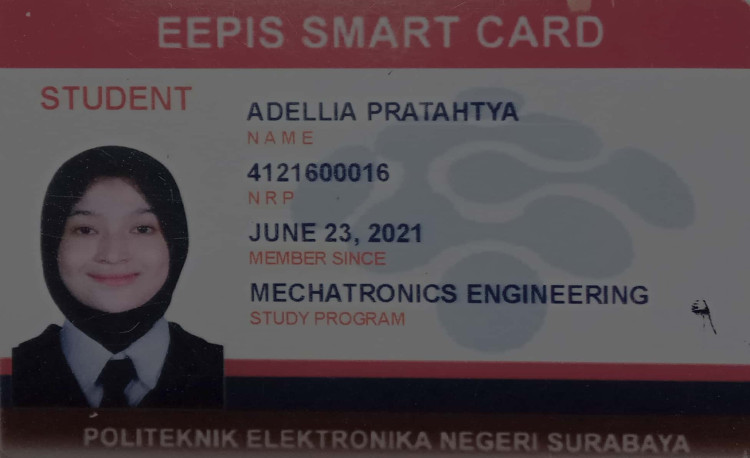 EEPIS SMART CARD
STUDENT
ADELLIA PRATAHTYA
NAME
4121600016
NRP
JUNE 23, 2021
MEMBER SINCE
MECHATRONICS ENGINEERING
STUDY PROGRAM
POLITEKNIK ELEKTRONIKA NEGERI SURABAYA